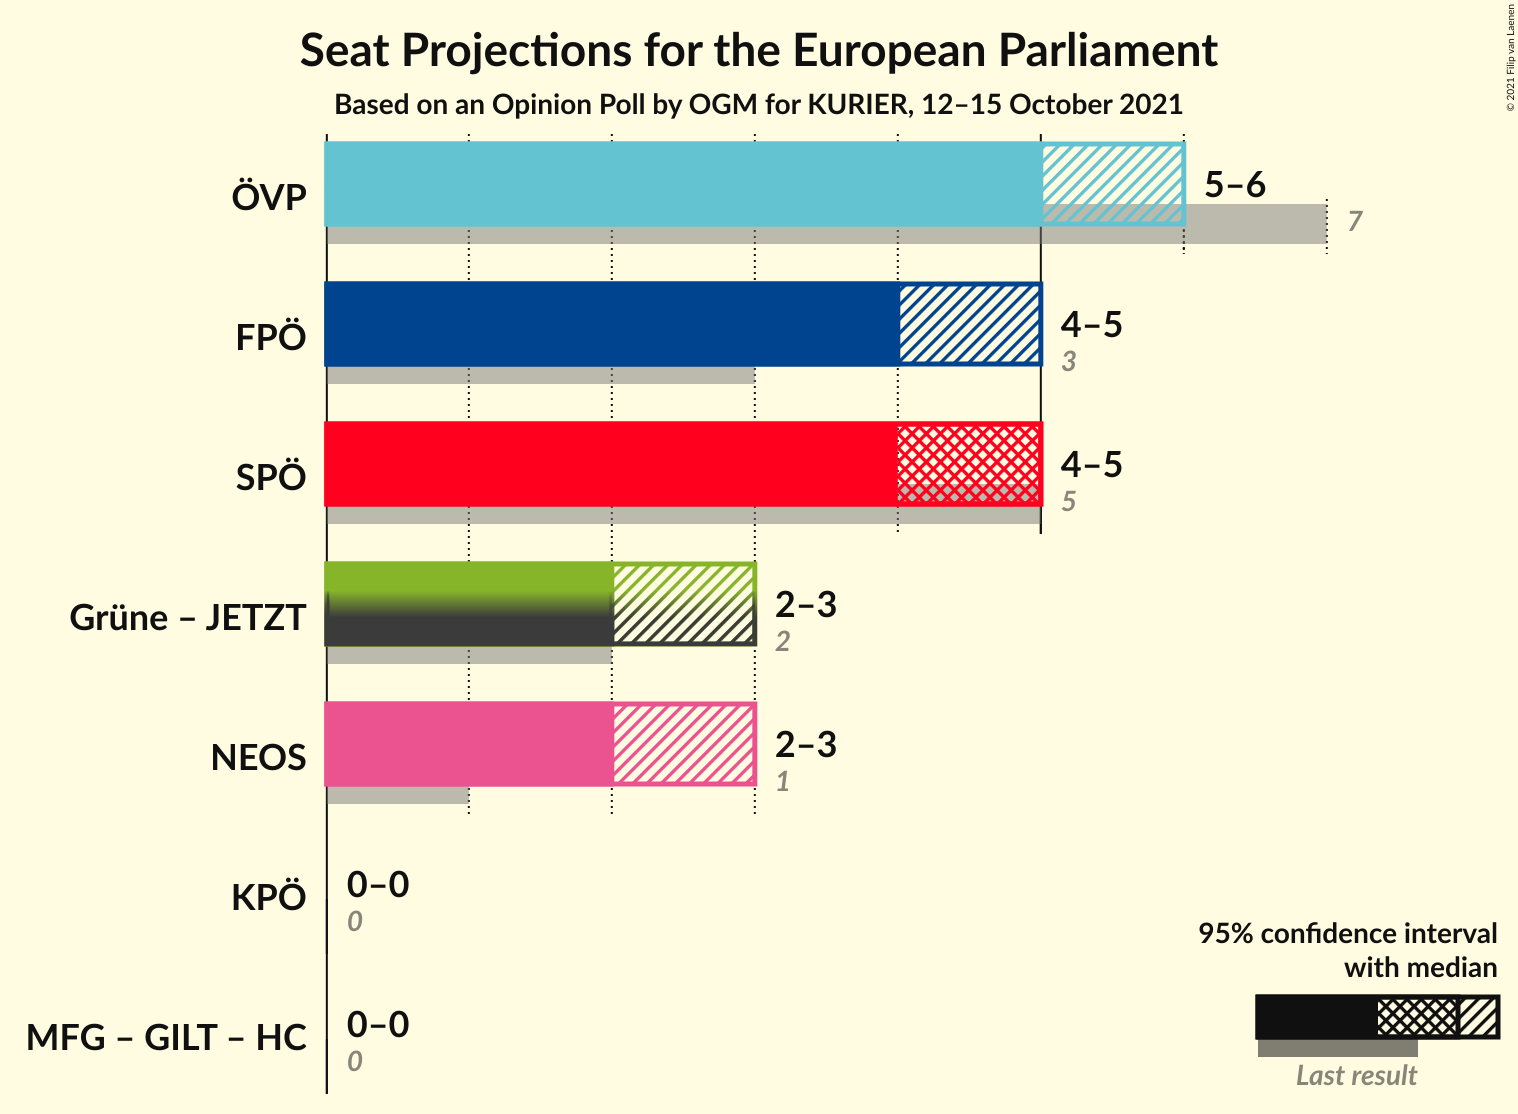 Seat Projections for the European Parliament
Based on an Opinion Poll by OGM for KURIER, 12–15 October 2021
© 2021 Filip van Laenen
ÖVP
5–6
7
FPÖ
4–5
3
SPÖ
4–5
5
Grüne – JETZT
2–3
2
NEOS
2–3
1
KPÖ
0–0
0
MFG – GILT – HC
0–0
0
95% confidence interval
with median
Last result